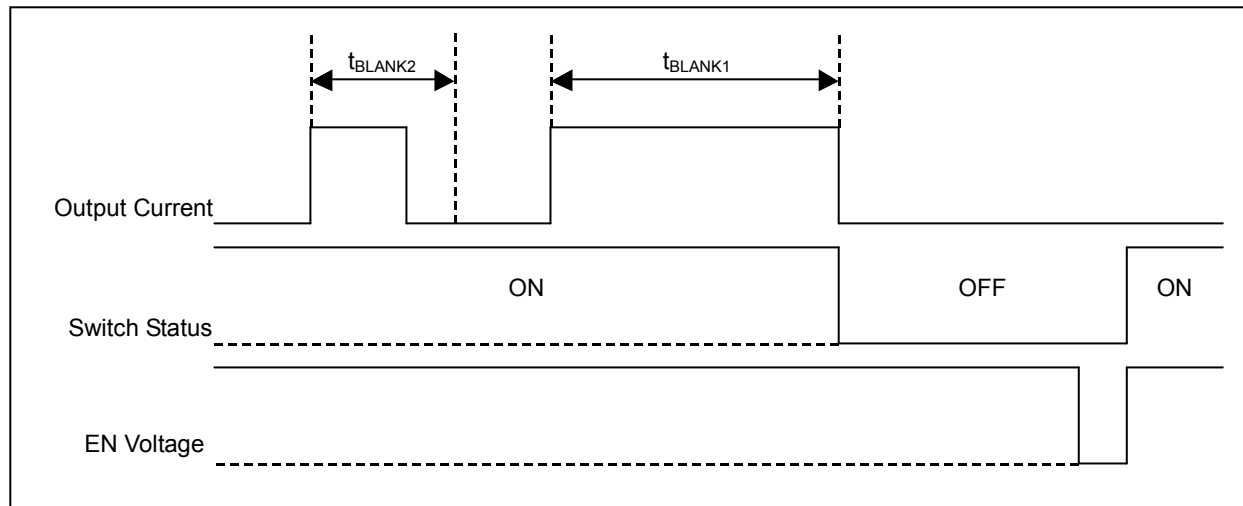 tBLANK2
tBLANK1
Output Current
ON
OFF
ON
Switch Status
EN Voltage